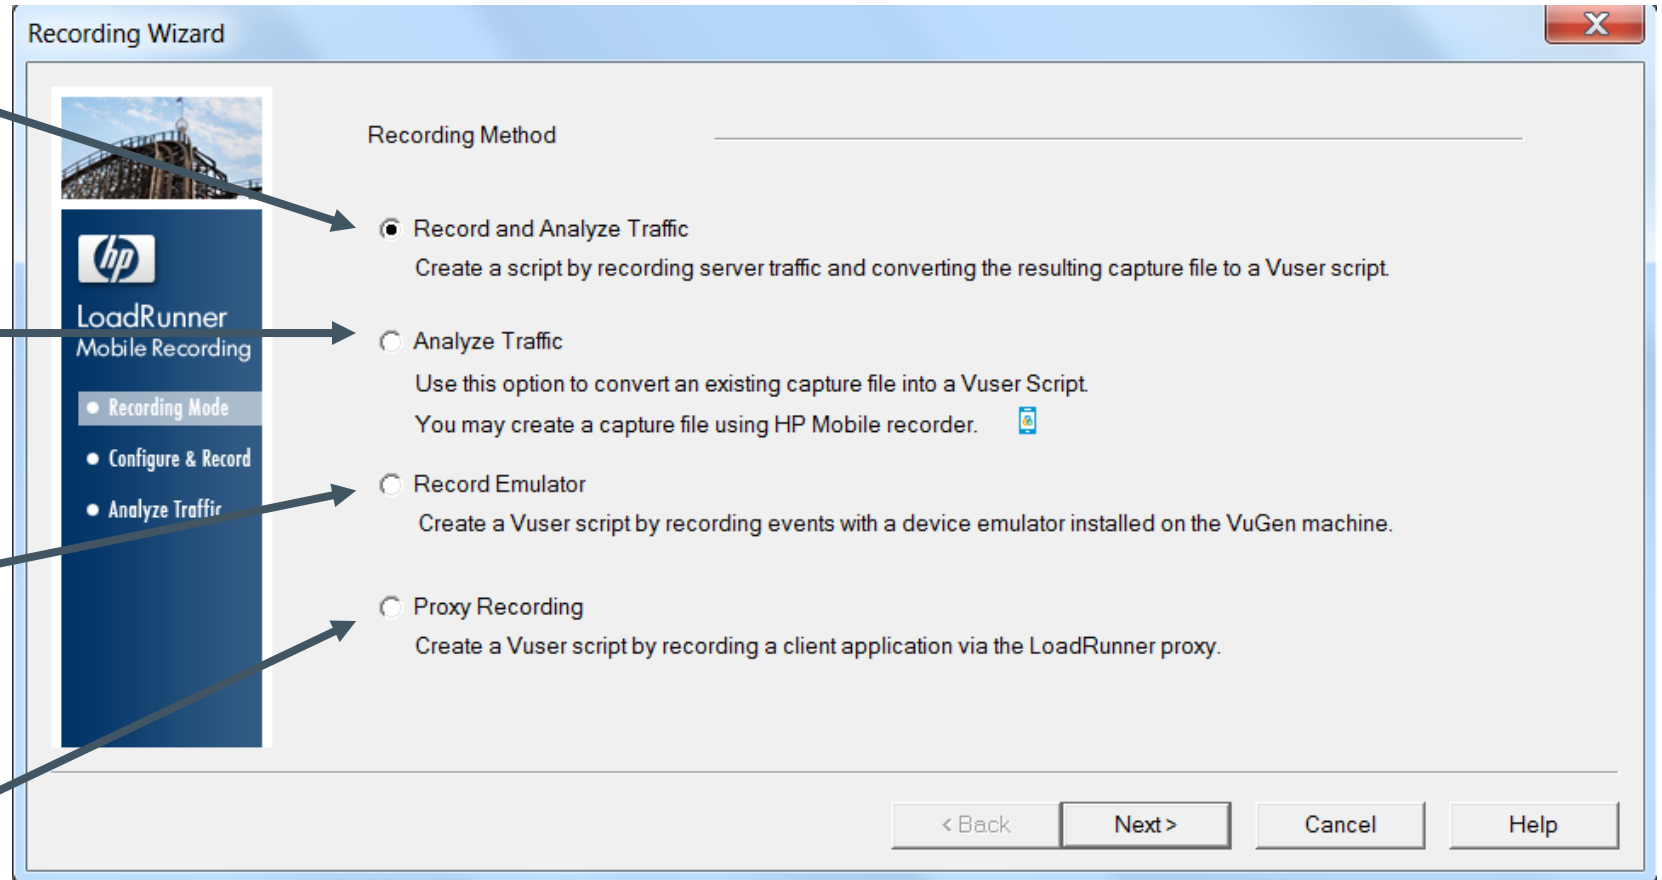 Recording Wizard
X
Recording Method
Record and Analyze Traffic
Create a script by recording server traffic and converting the resulting capture file to a Vuser script.
hp
LoadRunner
Mobile Recording
Analyze Traffic
Use this option to convert an existing capture file into a Vuser Script.
You may create a capture file using HP Mobile recorder.
Recording Mode
Configure & Record
Analyze Traffic
Record Emulator
Create a Vuser script by recording events with a device emulator installed on the VuGen machine.
Proxy Recording
Create a Vuser script by recording a client application via the LoadRunner proxy.
< Back
Next >
Cancel
Help